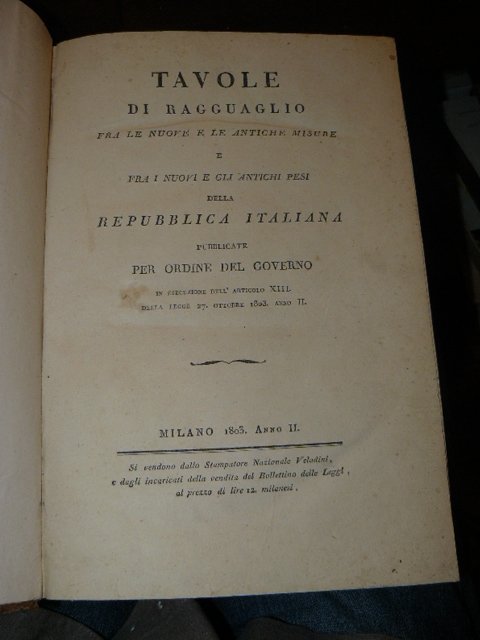 TAVOLE
DI RAGGUAGLIO
FRA LE NUOVE E LE ANTICHE MISURE
E
FRA I NUOVI E GLI ANTICHI PESI
DELLA
REPUBBLICA ITALIANA
PUBBLICATE
PER ORDINE DEL GOVERNO
IN ESECUZIONE DELL' ARTICOLO XIII.
DELLA LEGGE 27. OTTOBRE 1803. ANNO II.
MILANO 1803. ANNO II.
Si vendono dallo Stampatore Nazionale Veladini,
e dagli incaricati della vendita del Bollettino delle Leggi,
al prezzo di lire 12. milanesi.